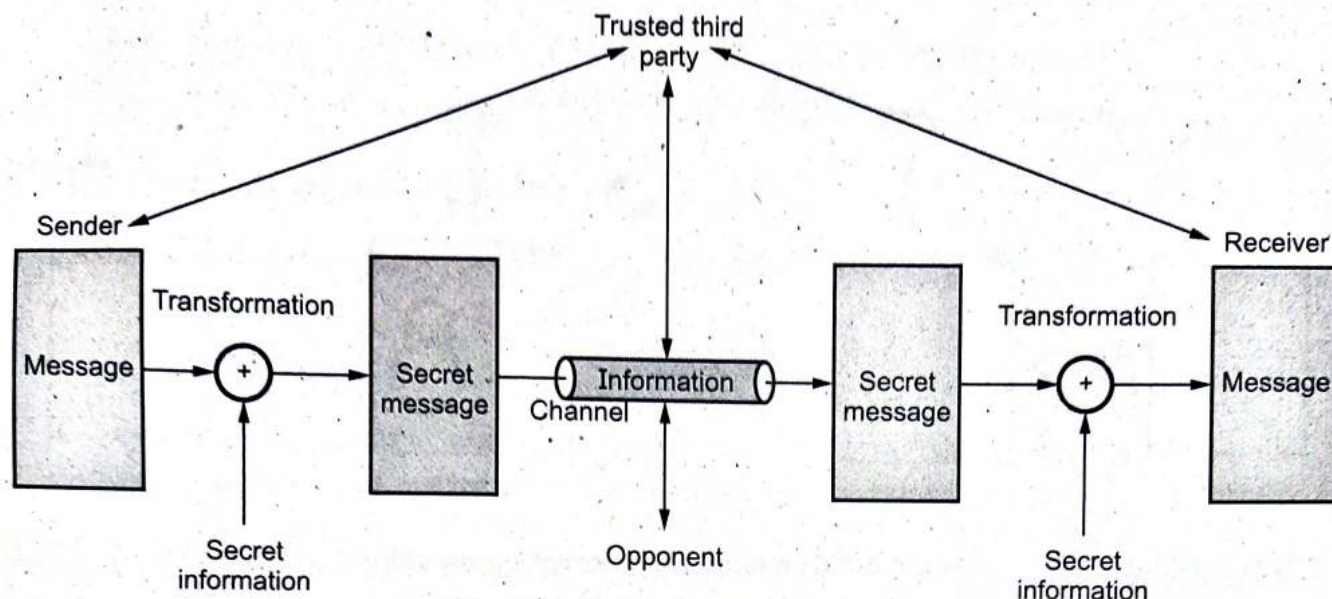 Trusted third
party
Sender
Receiver
Transformation
Transformation
Message
+
Secret
message
Information
Channel
Secret
message
+
Message
Secret
information
Opponent
Secret
information